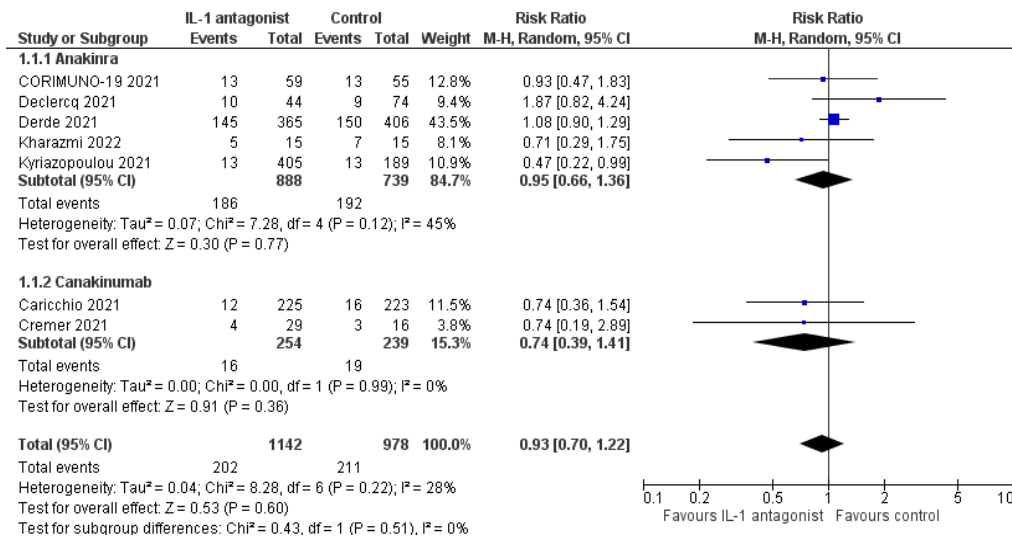 IL-1 antagonist Control Risk Ratio Risk Ratio
Study or Subgroup Events Total Events Total Weight M-H, Random, 95% CI M-H, Random, 95% CI
1.1.1 Anakinra
CORIMUNO-19 2021 13 59 13 55 12.8% 0.93 [0.47, 1.83]
Declercq 2021 10 44 9 74 9.4% 1.87 [0.82, 4.24]
Derde 2021 145 365 150 406 43.5% 1.08 [0.90, 1.29]
Kharazmi 2022 5 15 7 15 8.1% 0.71 [0.29, 1.75]
Kyriazopoulou 2021 13 405 13 189 10.9% 0.47 [0.22, 0.99]
Subtotal (95% CI) 888 739 84.7% 0.95 [0.66, 1.36]
Total events 186 192
Heterogeneity: Tau² = 0.07; Chi² = 7.28, df = 4 (P = 0.12); I² = 45%
Test for overall effect: Z = 0.30 (P = 0.77)
1.1.2 Canakinumab
Caricchio 2021 12 225 16 223 11.5% 0.74 [0.36, 1.54]
Cremer 2021 4 29 3 16 3.8% 0.74 [0.19, 2.89]
Subtotal (95% CI) 254 239 15.3% 0.74 [0.39, 1.41]
Total events 16 19
Heterogeneity: Tau² = 0.00; Chi² = 0.00, df = 1 (P = 0.99); I² = 0%
Test for overall effect: Z = 0.91 (P = 0.36)
Total (95% CI) 1142 978 100.0% 0.93 [0.70, 1.22]
Total events 202 211
Heterogeneity: Tau² = 0.04; Chi² = 8.28, df = 6 (P = 0.22); I² = 28%
Test for overall effect: Z = 0.53 (P = 0.60)
Test for subgroup differences: Chi² = 0.43, df = 1 (P = 0.51), I² = 0%
0.1 0.2 0.5 1 2 5 10
Favours IL-1 antagonist Favours control